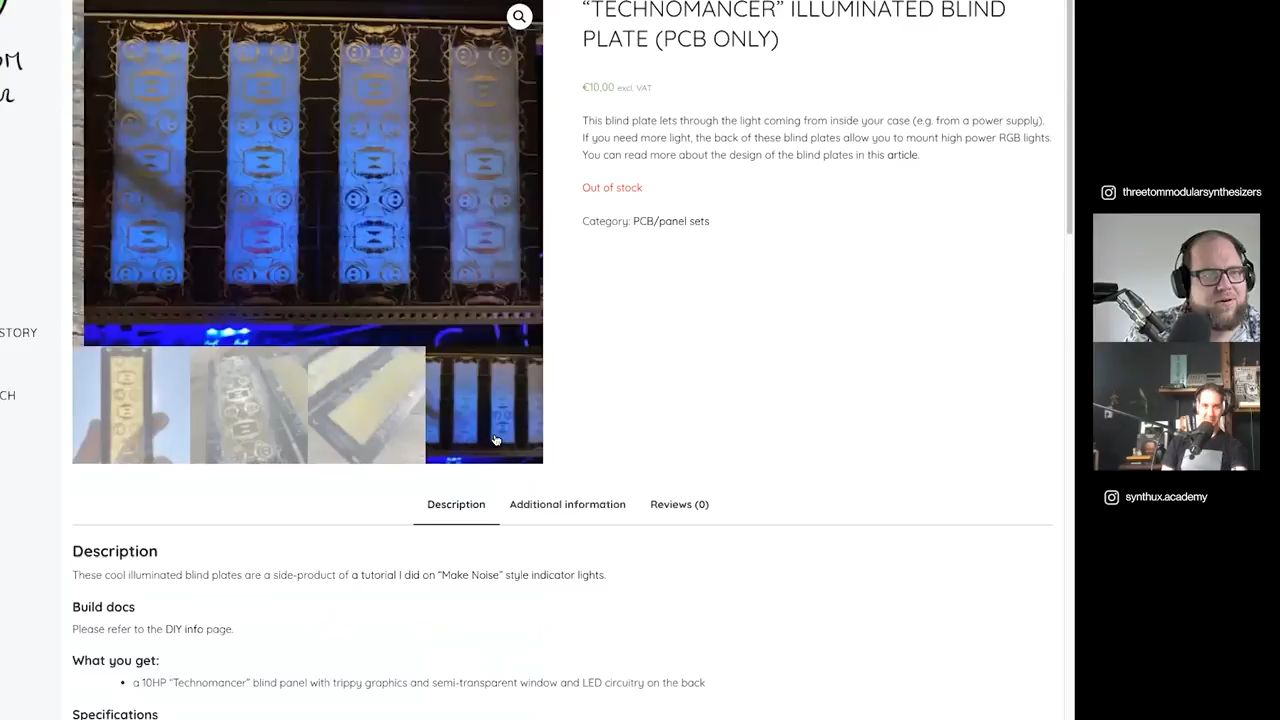 “TECHNOMANCER” ILLUMINATED BLIND
PLATE (PCB ONLY)
€10,00 excl. VAT
This blind plate lets through the light coming from inside your case (e.g. from a power supply).
If you need more light, the back of these blind plates allow you to mount high power RGB lights.
You can read more about the design of the blind plates in this article.
Out of stock
Category: PCB/panel sets
STORY
CH
Description
Additional information
Reviews (0)
Description
These cool illuminated blind plates are a side-product of a tutorial I did on “Make Noise” style indicator lights.
Build docs
Please refer to the DIY info page.
What you get:
• a 10HP “Technomancer” blind panel with trippy graphics and semi-transparent window and LED circuitry on the back
Specifications
threetommodularsynthesizers
synthux.academy